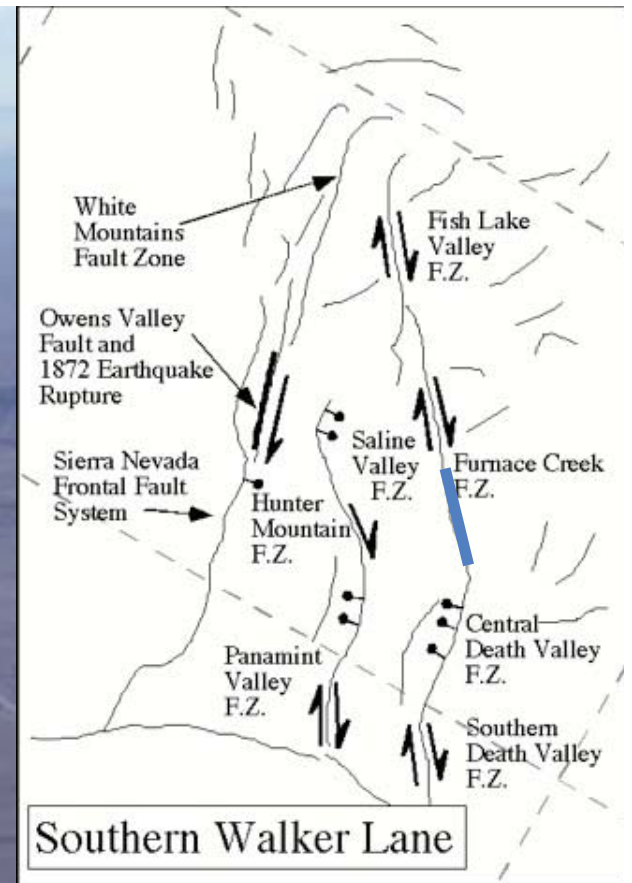 White
Mountains
Fault Zone
Fish Lake
Valley
F.Z.
Owens Valley
Fault and
1872 Earthquake
Rupture
Sierra Nevada
Frontal Fault
System
Saline
Valley
F.Z.
Furnace Creek
F.Z.
Hunter
Mountain
F.Z.
Central
Death Valley
F.Z.
Panamint
Valley
F.Z.
Southern
Death Valley
F.Z.
Southern Walker Lane